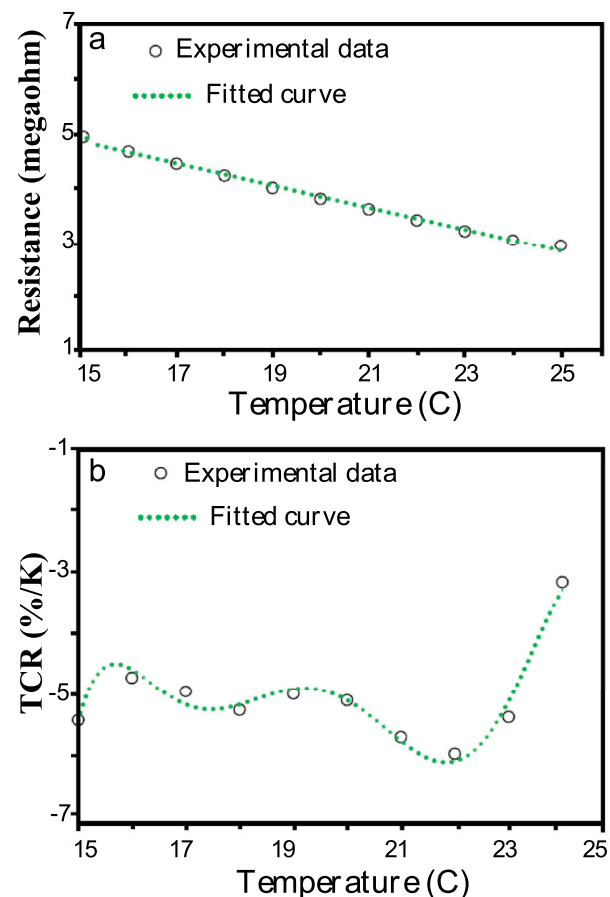 a
Experimental data
Fitted curve
7
5
3
1
Resistance (megaohm)
15 17 19 21 23 25
Temperature (C)
b
Experimental data
Fitted curve
-1
-3
-5
-7
TCR (%/K)
15 17 19 21 23 25
Temperature (C)